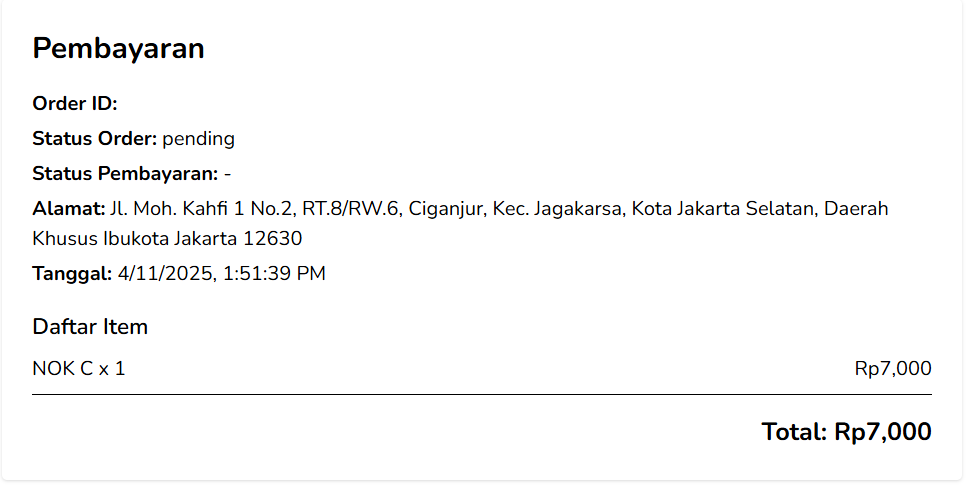 Pembayaran
Order ID:
Status Order: pending
Status Pembayaran: -
Alamat: Jl. Moh. Kahfi 1 No.2, RT.8/RW.6, Ciganjur, Kec. Jagakarsa, Kota Jakarta Selatan, Daerah
Khusus Ibukota Jakarta 12630
Tanggal: 4/11/2025, 1:51:39 PM
Daftar Item
NOK C x 1 Rp7,000
Total: Rp7,000